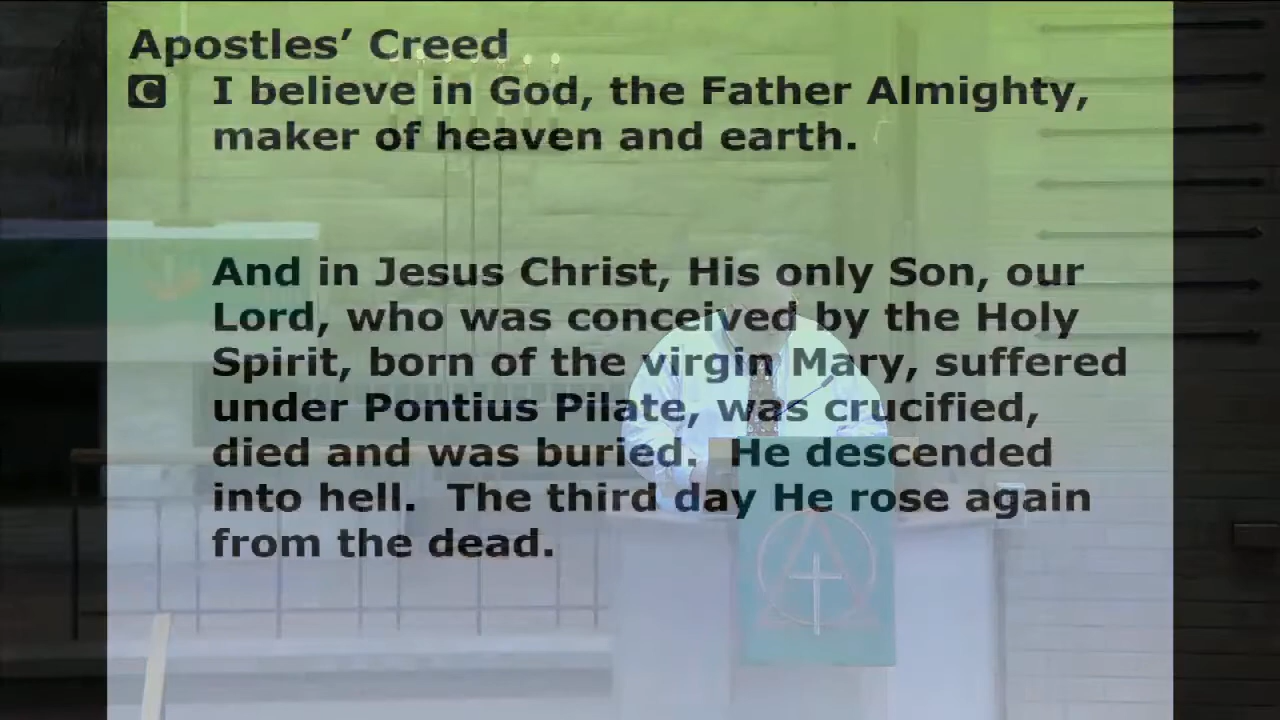 Apostles’ Creed
C I believe in God, the Father Almighty,
maker of heaven and earth.
And in Jesus Christ, His only Son, our
Lord, who was conceived by the Holy
Spirit, born of the virgin Mary, suffered
under Pontius Pilate, was crucified,
died and was buried.  He descended
into hell.  The third day He rose again
from the dead.